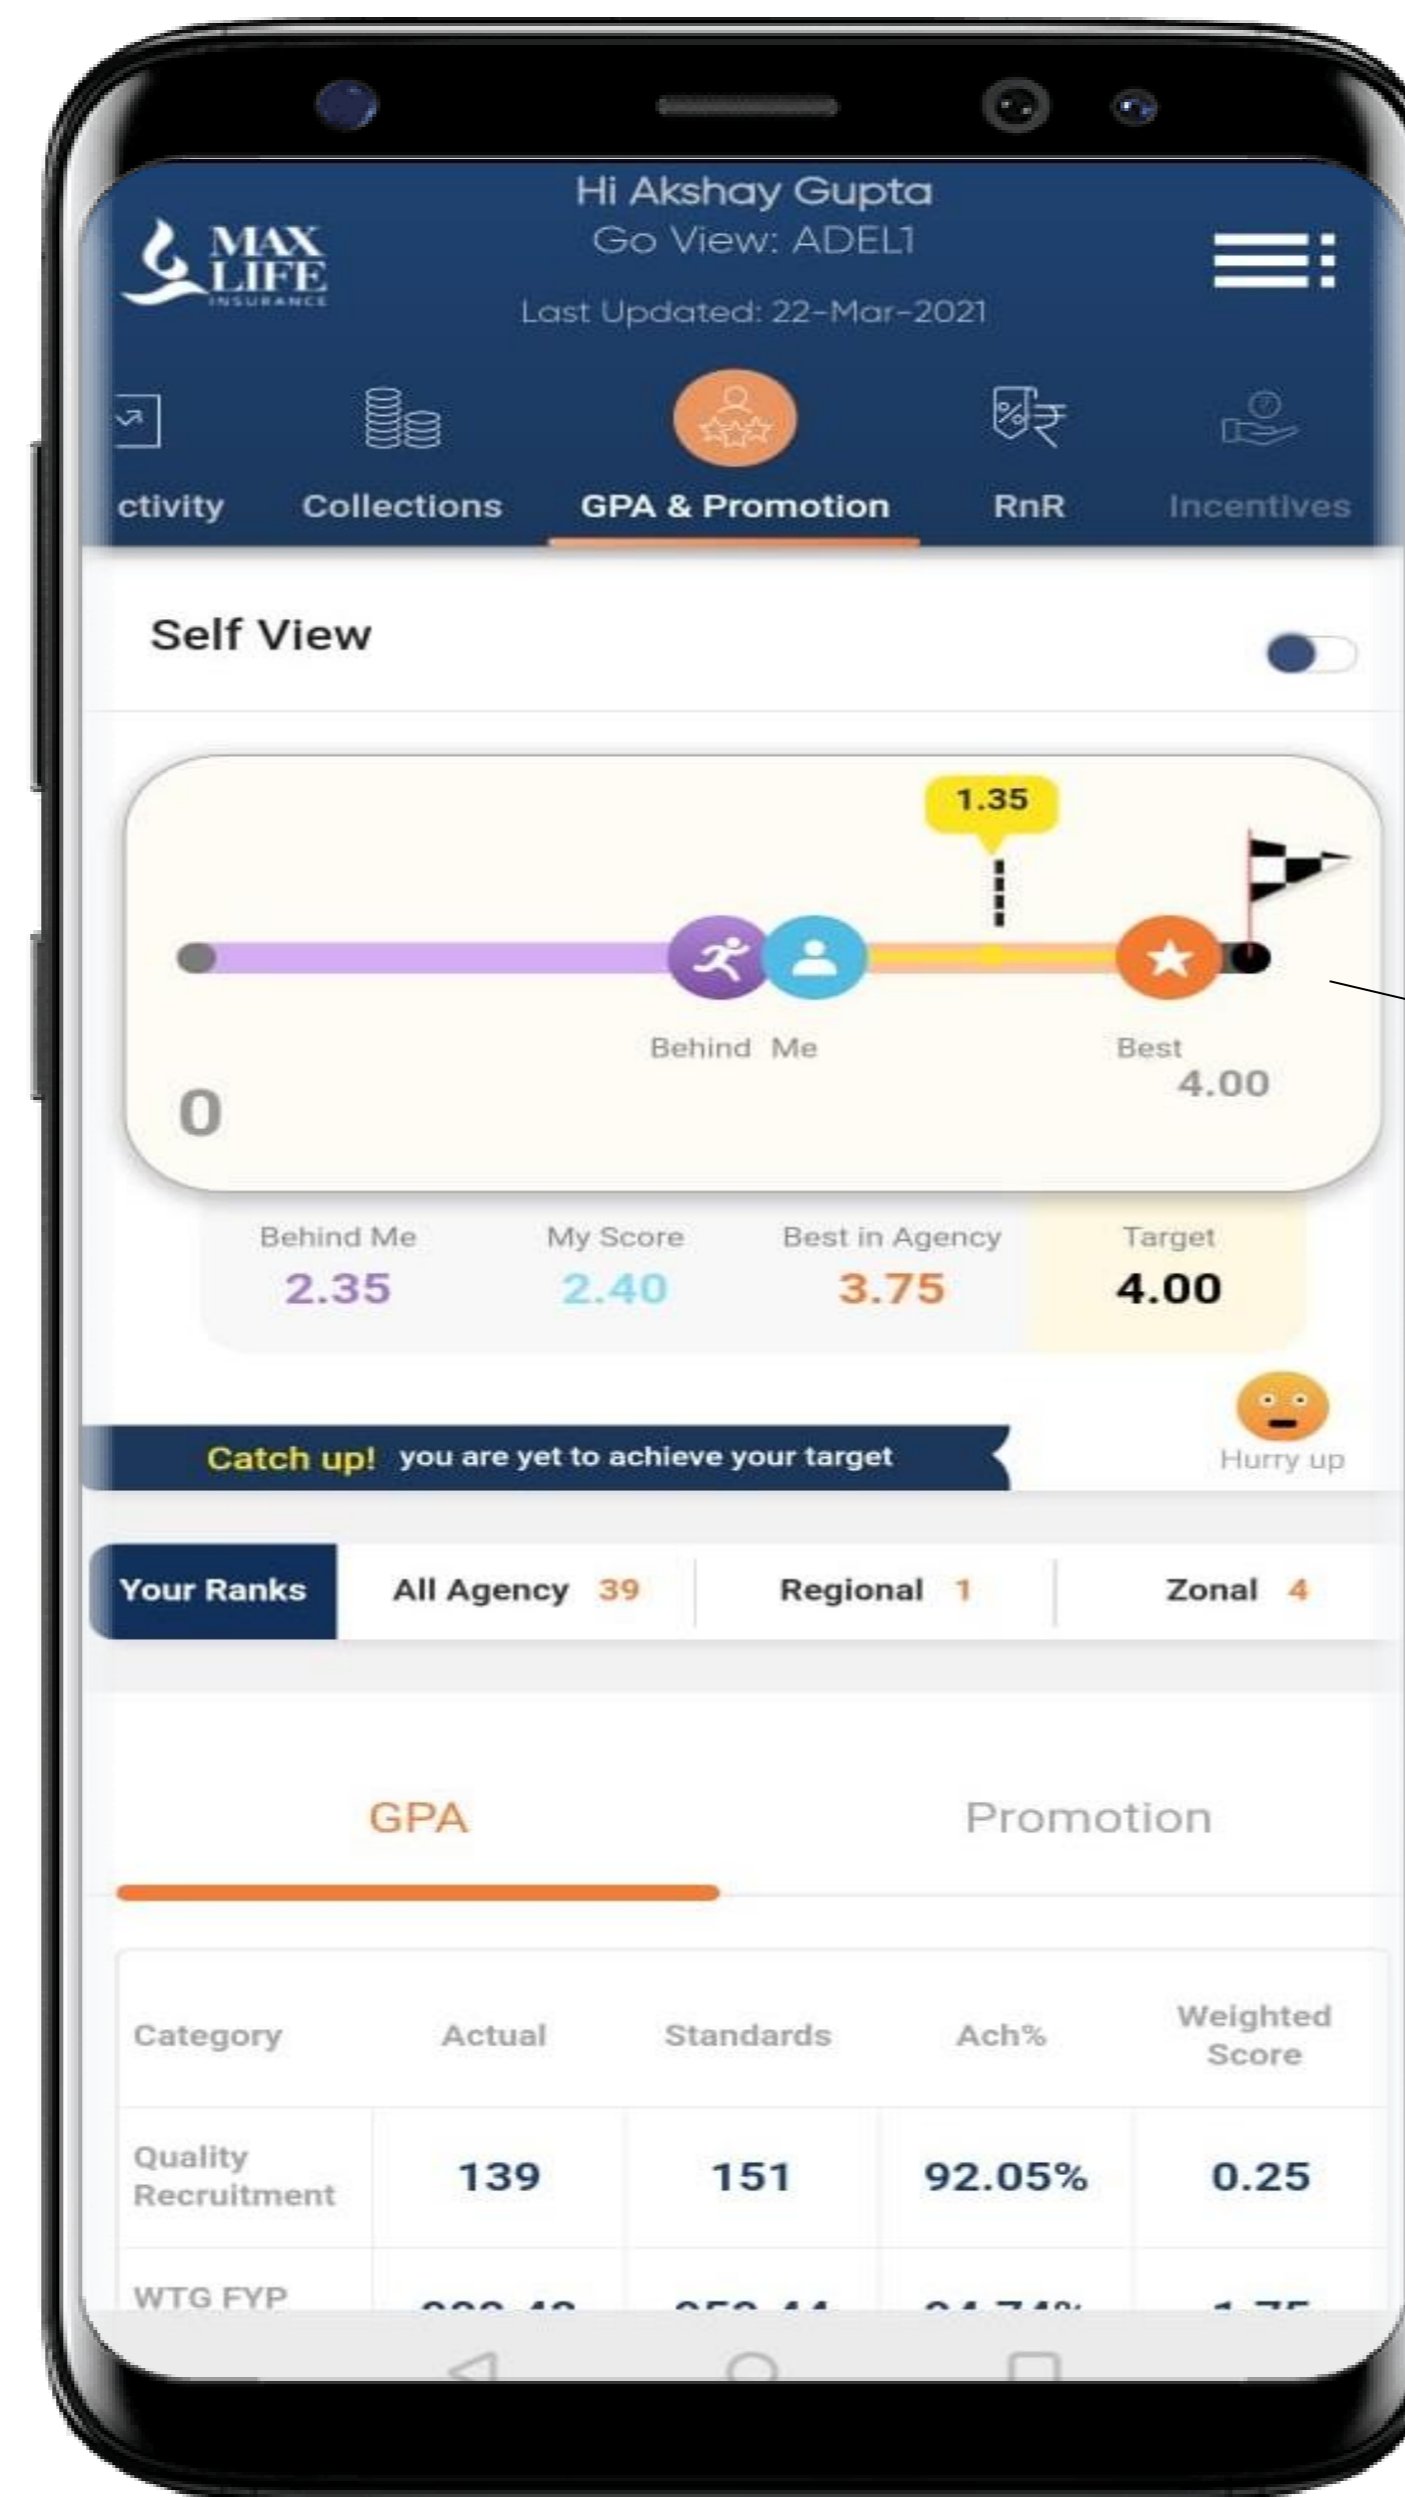 Hi Akshay Gupta
MAX
LIFE
INSURANCE
Go View: ADEL1
Last Updated: 22-Mar-2021
ctivity Collections GPA & Promotion RnR Incentives
Self View
1.35
Behind Me Best
4.00
0
Behind Me My Score Best in Agency Target
2.35 2.40 3.75 4.00
Catch up! you are yet to achieve your target
Hurry up
Your Ranks All Agency 39 Regional 1 Zonal 4
GPA Promotion
Category Actual Standards Ach% Weighted
Score
Quality
Recruitment 139 151 92.05% 0.25
WTG FYP